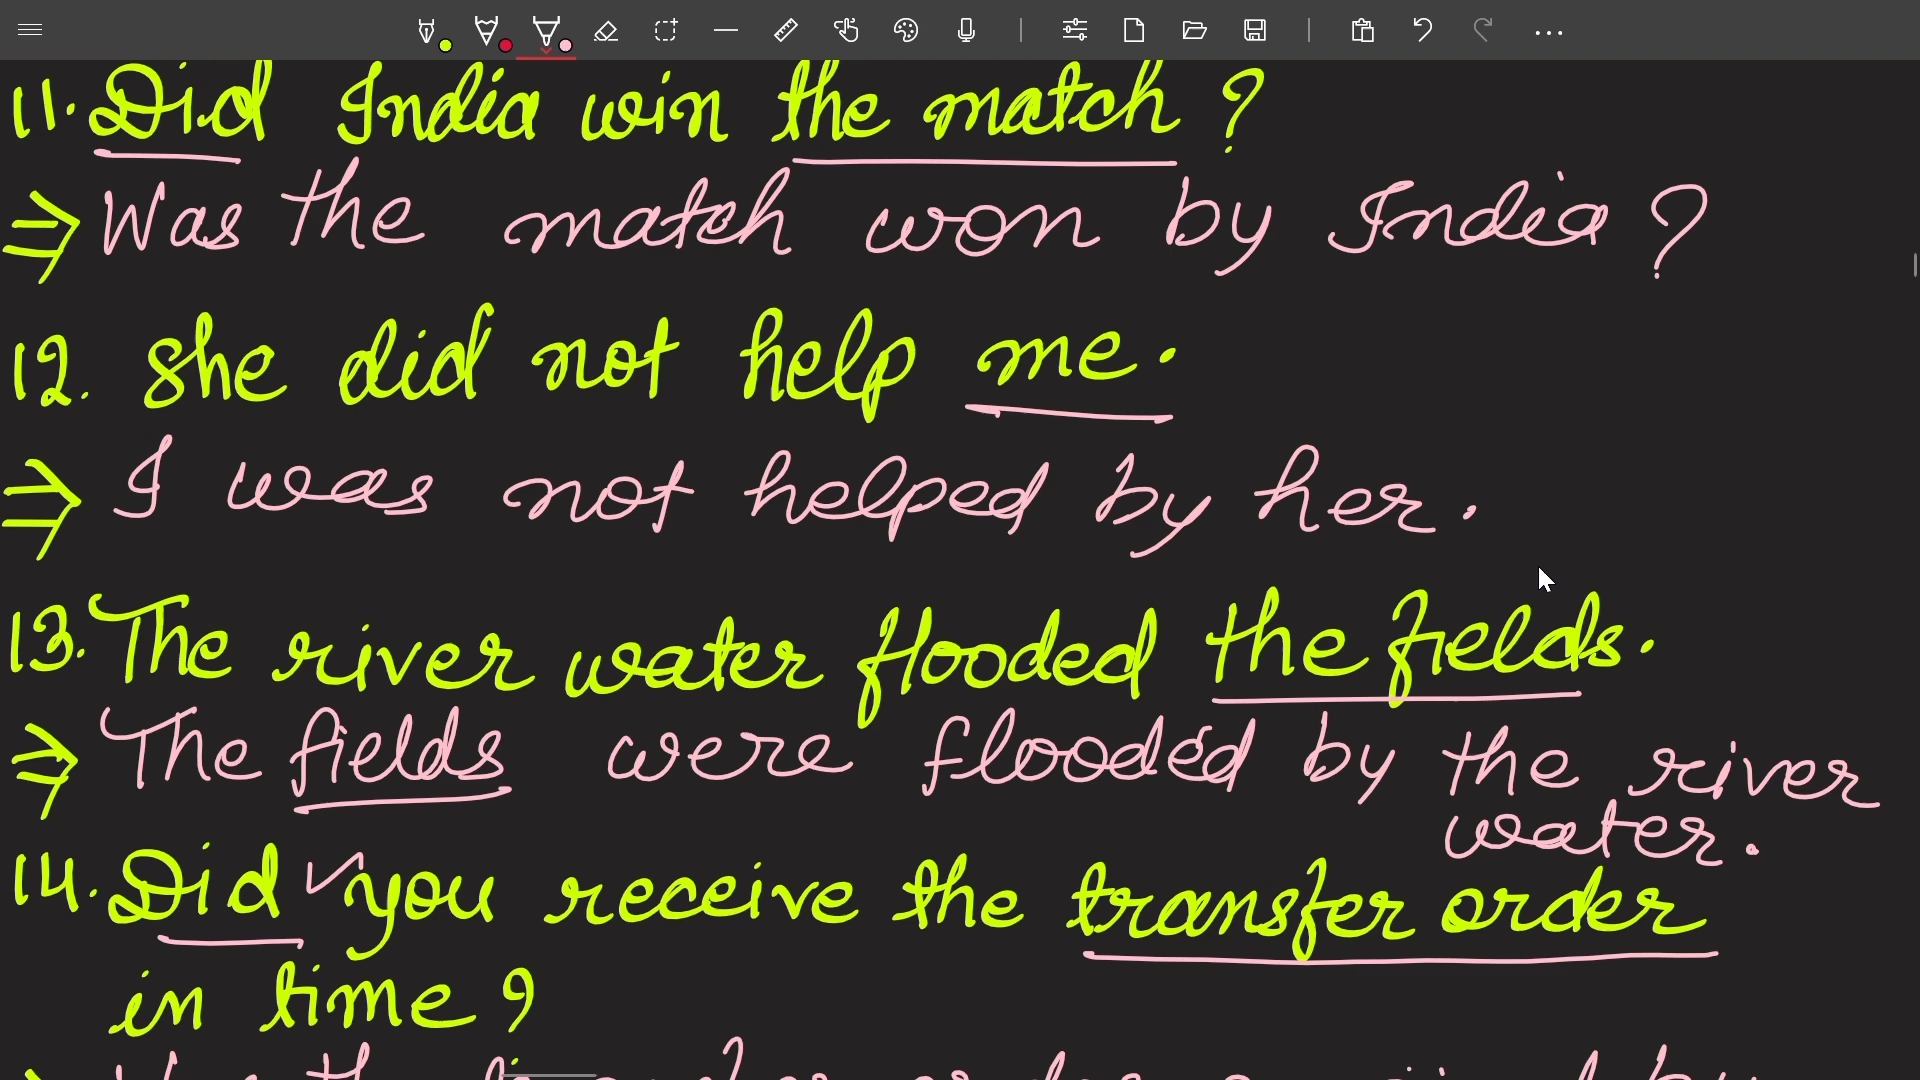 11. Did India win the match ?
⇒ Was the match won by India ?
12. She did not help me.
⇒ I was not helped by her.
13. The river water flooded the fields.
⇒ The fields were flooded by the river
water.
14. Did you receive the transfer order
in time ?